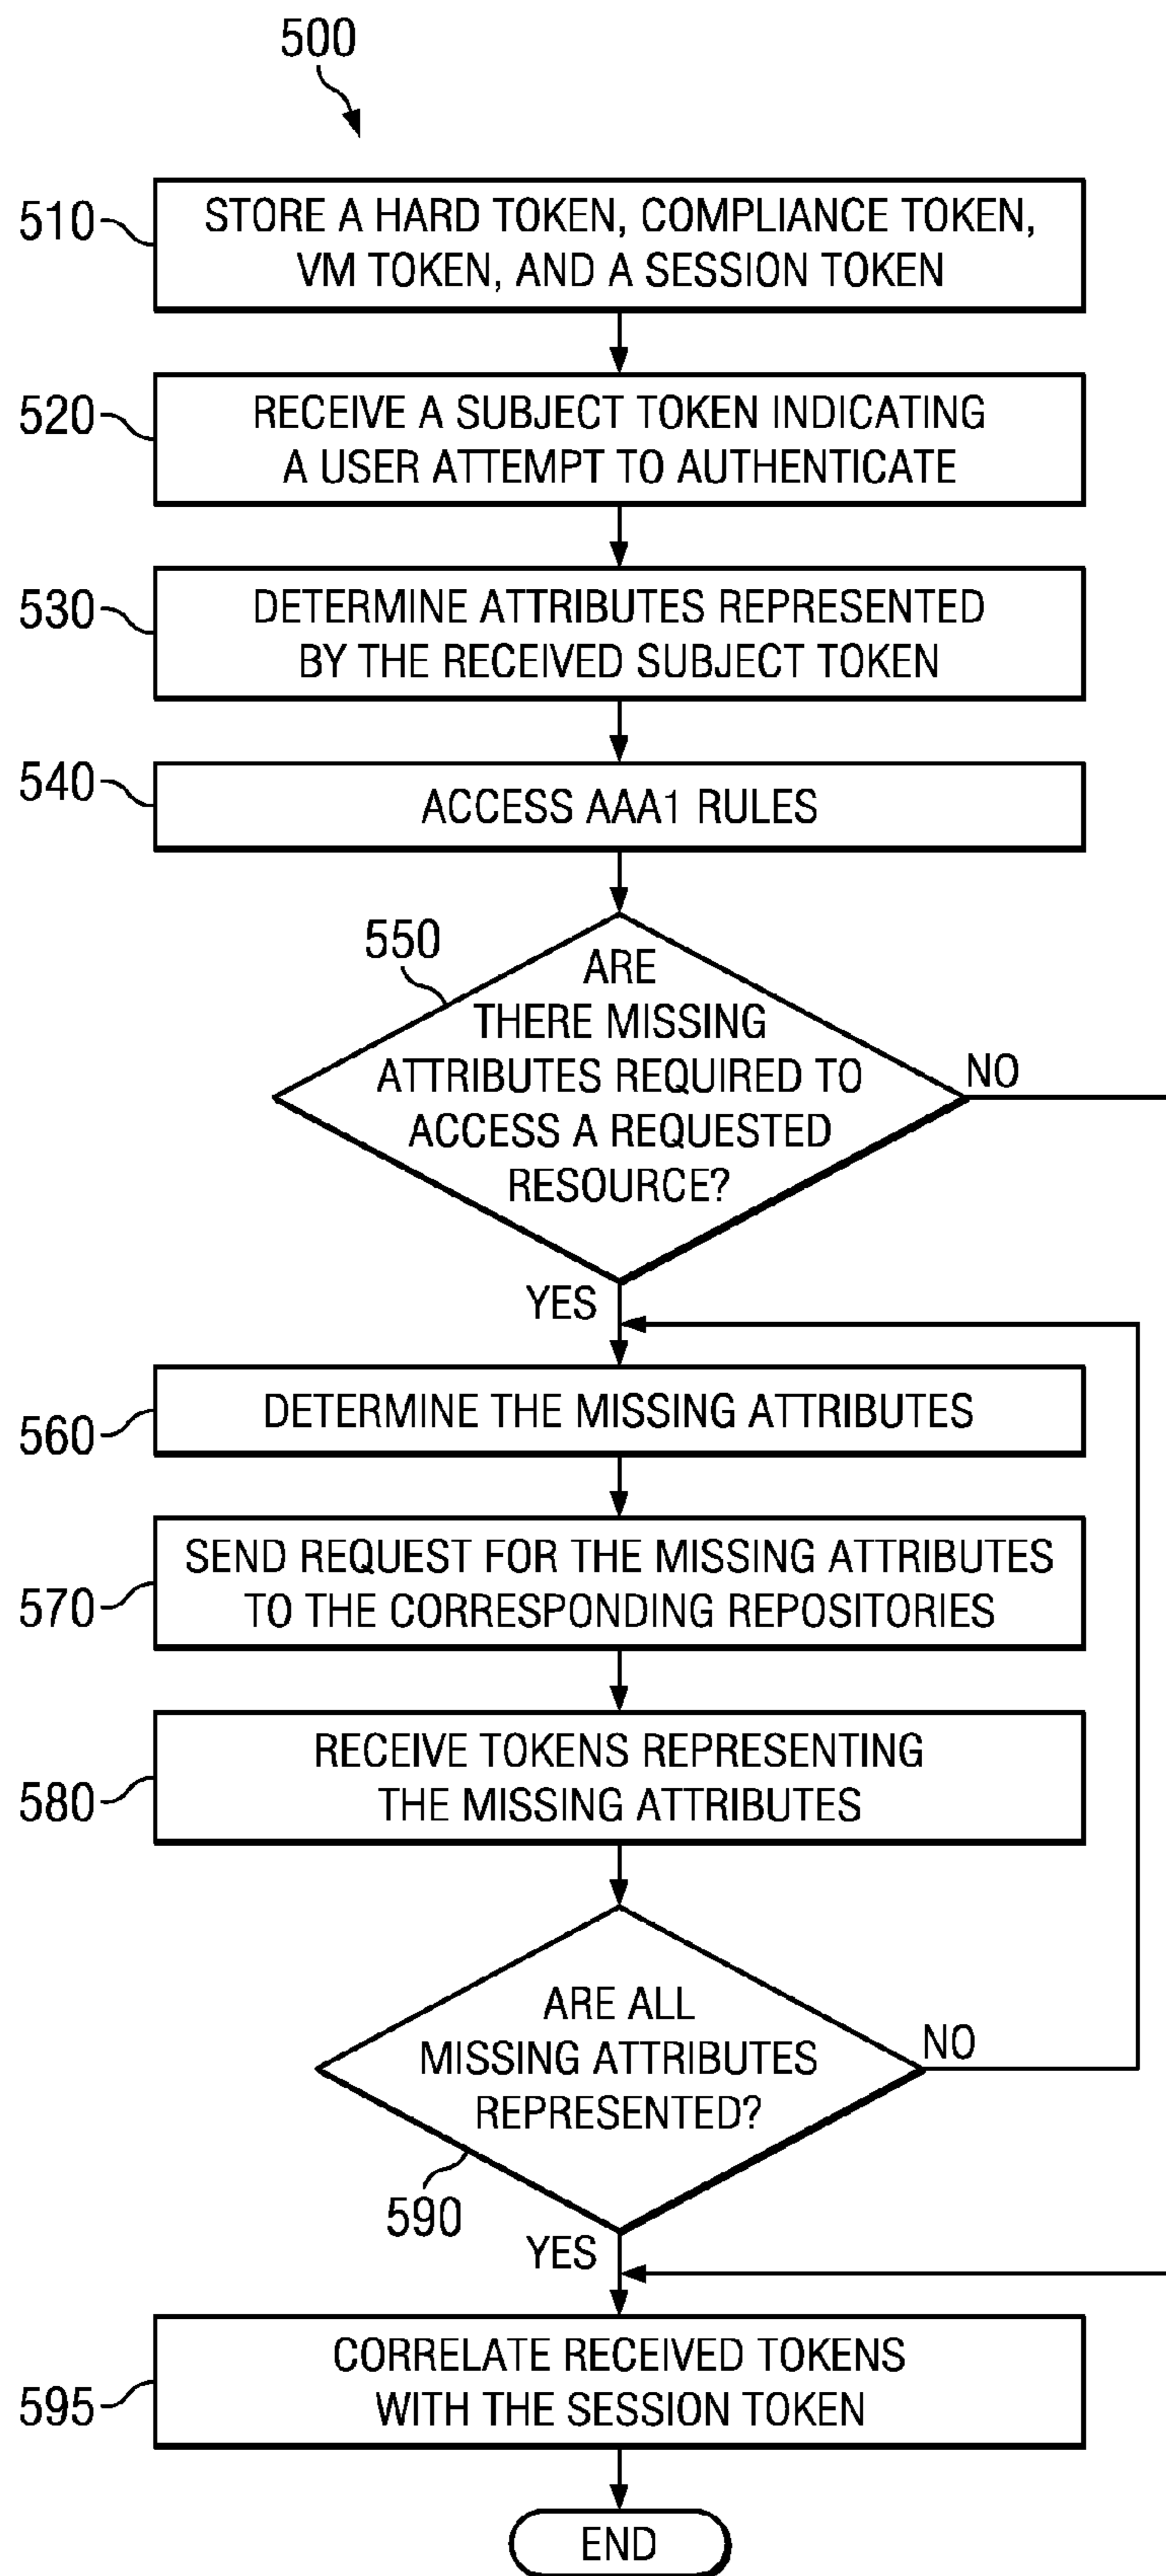 500
510
STORE A HARD TOKEN, COMPLIANCE TOKEN,
VM TOKEN, AND A SESSION TOKEN
520
RECEIVE A SUBJECT TOKEN INDICATING
A USER ATTEMPT TO AUTHENTICATE
530
DETERMINE ATTRIBUTES REPRESENTED
BY THE RECEIVED SUBJECT TOKEN
540
ACCESS AAA1 RULES
550
ARE
THERE MISSING
ATTRIBUTES REQUIRED TO
ACCESS A REQUESTED
RESOURCE?
NO
YES
560
DETERMINE THE MISSING ATTRIBUTES
570
SEND REQUEST FOR THE MISSING ATTRIBUTES
TO THE CORRESPONDING REPOSITORIES
580
RECEIVE TOKENS REPRESENTING
THE MISSING ATTRIBUTES
ARE ALL
MISSING ATTRIBUTES
REPRESENTED?
NO
590
YES
595
CORRELATE RECEIVED TOKENS
WITH THE SESSION TOKEN
END